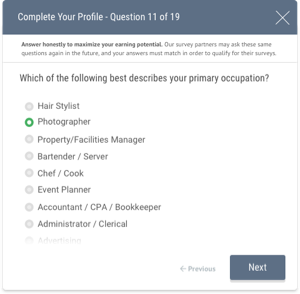 Complete Your Profile - Question 11 of 19
Answer honestly to maximize your earning potential. Our survey partners may ask these same
questions again in the future, and your answers must match in order to qualify for their surveys.
Which of the following best describes your primary occupation?
Hair Stylist
Photographer
Property/Facilities Manager
Bartender / Server
Chef / Cook
Event Planner
Accountant / CPA / Bookkeeper
Administrator / Clerical
Advertising
← Previous
Next